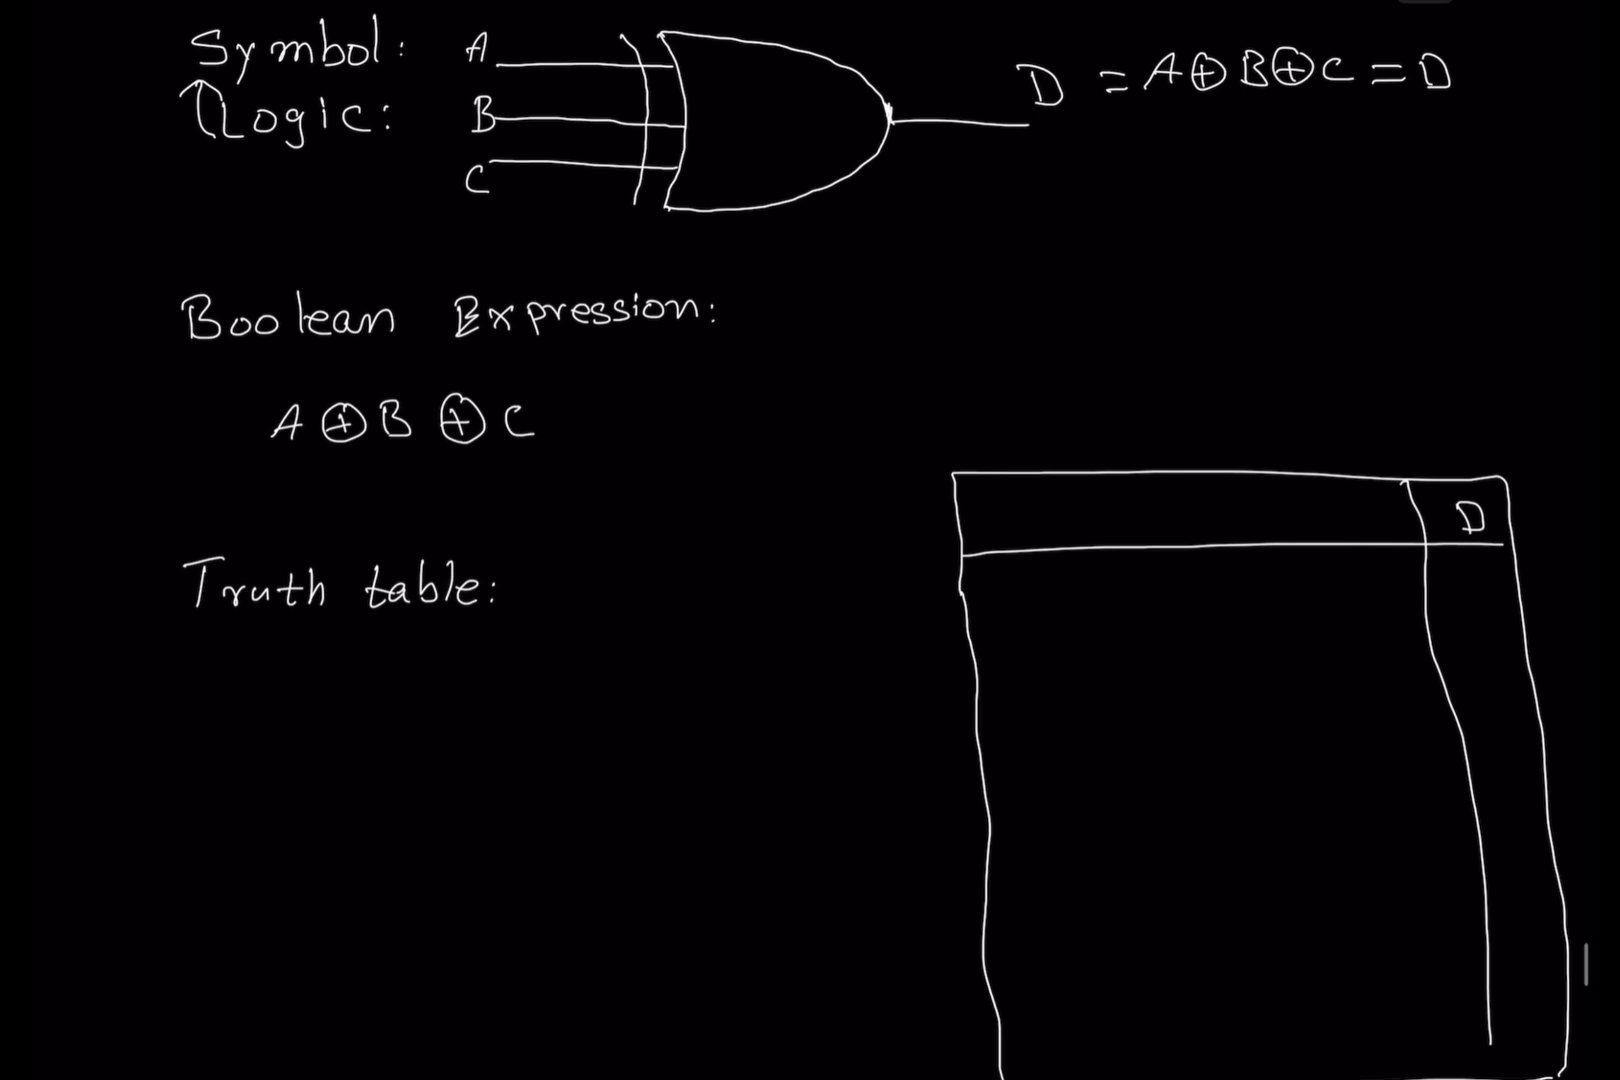 Symbol: A
Logic: B
C
D = A ⊕ B ⊕ C = D
Boolean Expression:
A ⊕ B ⊕ C
Truth table:
D